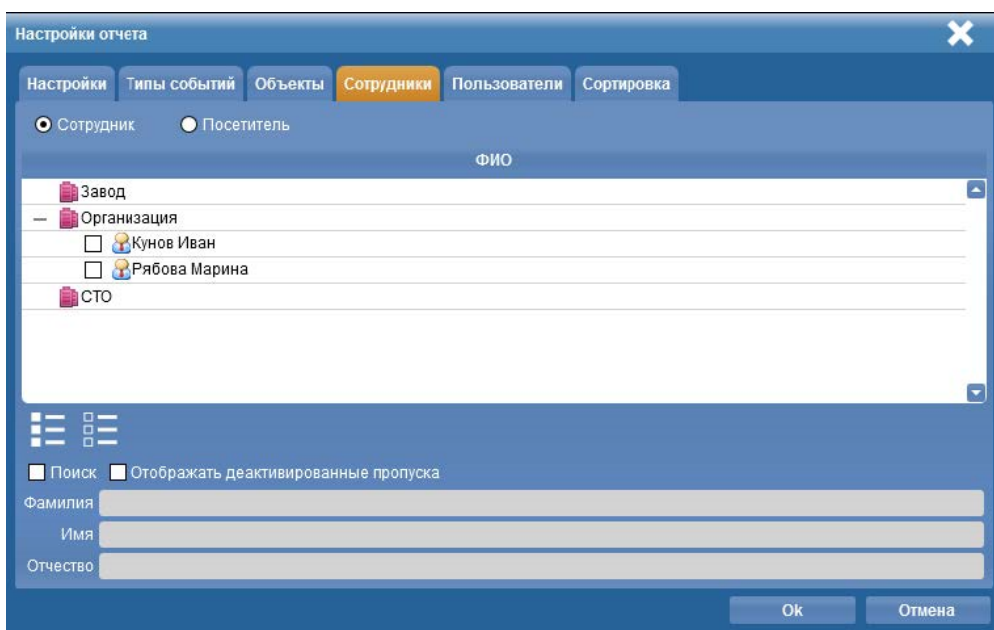 Настройки отчета
Настройки Типы событий Объекты Сотрудники Пользователи Сортировка
Сотрудник Посетитель
ФИО
Завод
Организация
Кунов Иван
Рябова Марина
СТО
Поиск Отображать деактивированные пропуска
Фамилия
Имя
Отчество
Ok Отмена